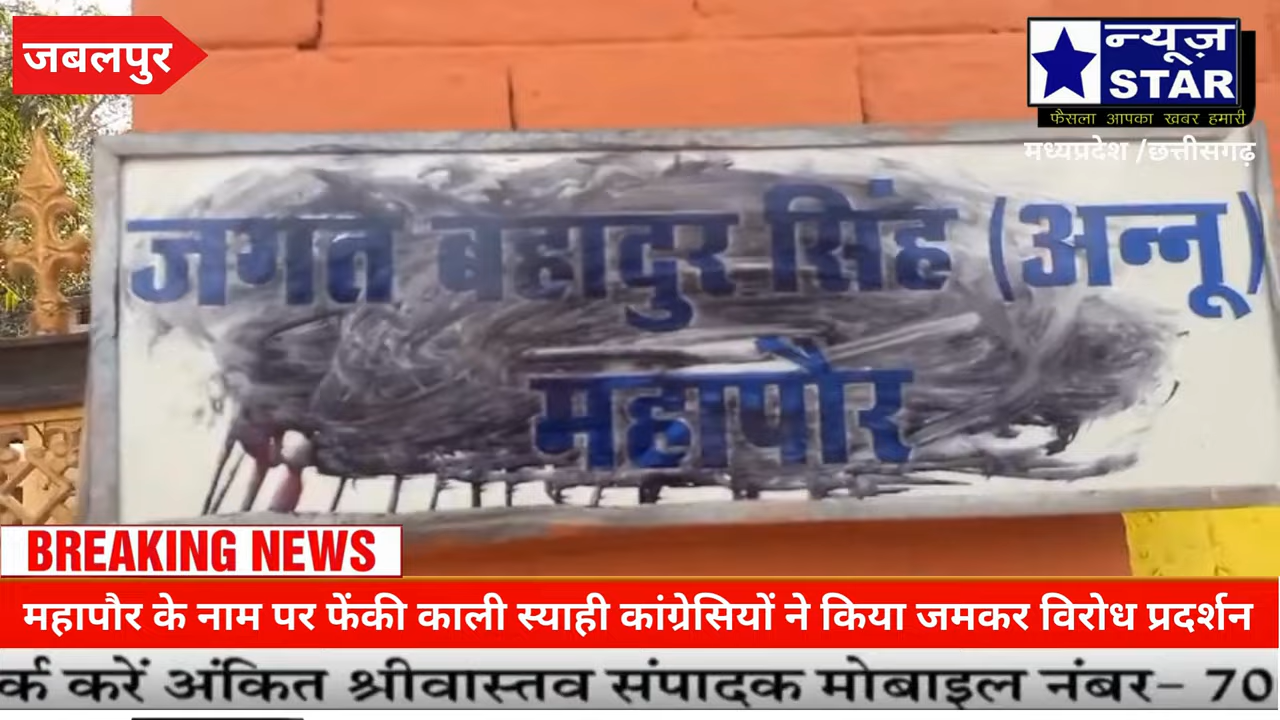 जबलपुर
न्यूज़
STAR
फैसला आपका खबर हमारी
मध्यप्रदेश /छत्तीसगढ़
जगत बहादुर सिंह (अन्नू)
महापौर
BREAKING NEWS
महापौर के नाम पर फेंकी काली स्याही कांग्रेसियों ने किया जमकर विरोध प्रदर्शन
र्क करें अंकित श्रीवास्तव संपादक मोबाइल नंबर- 70